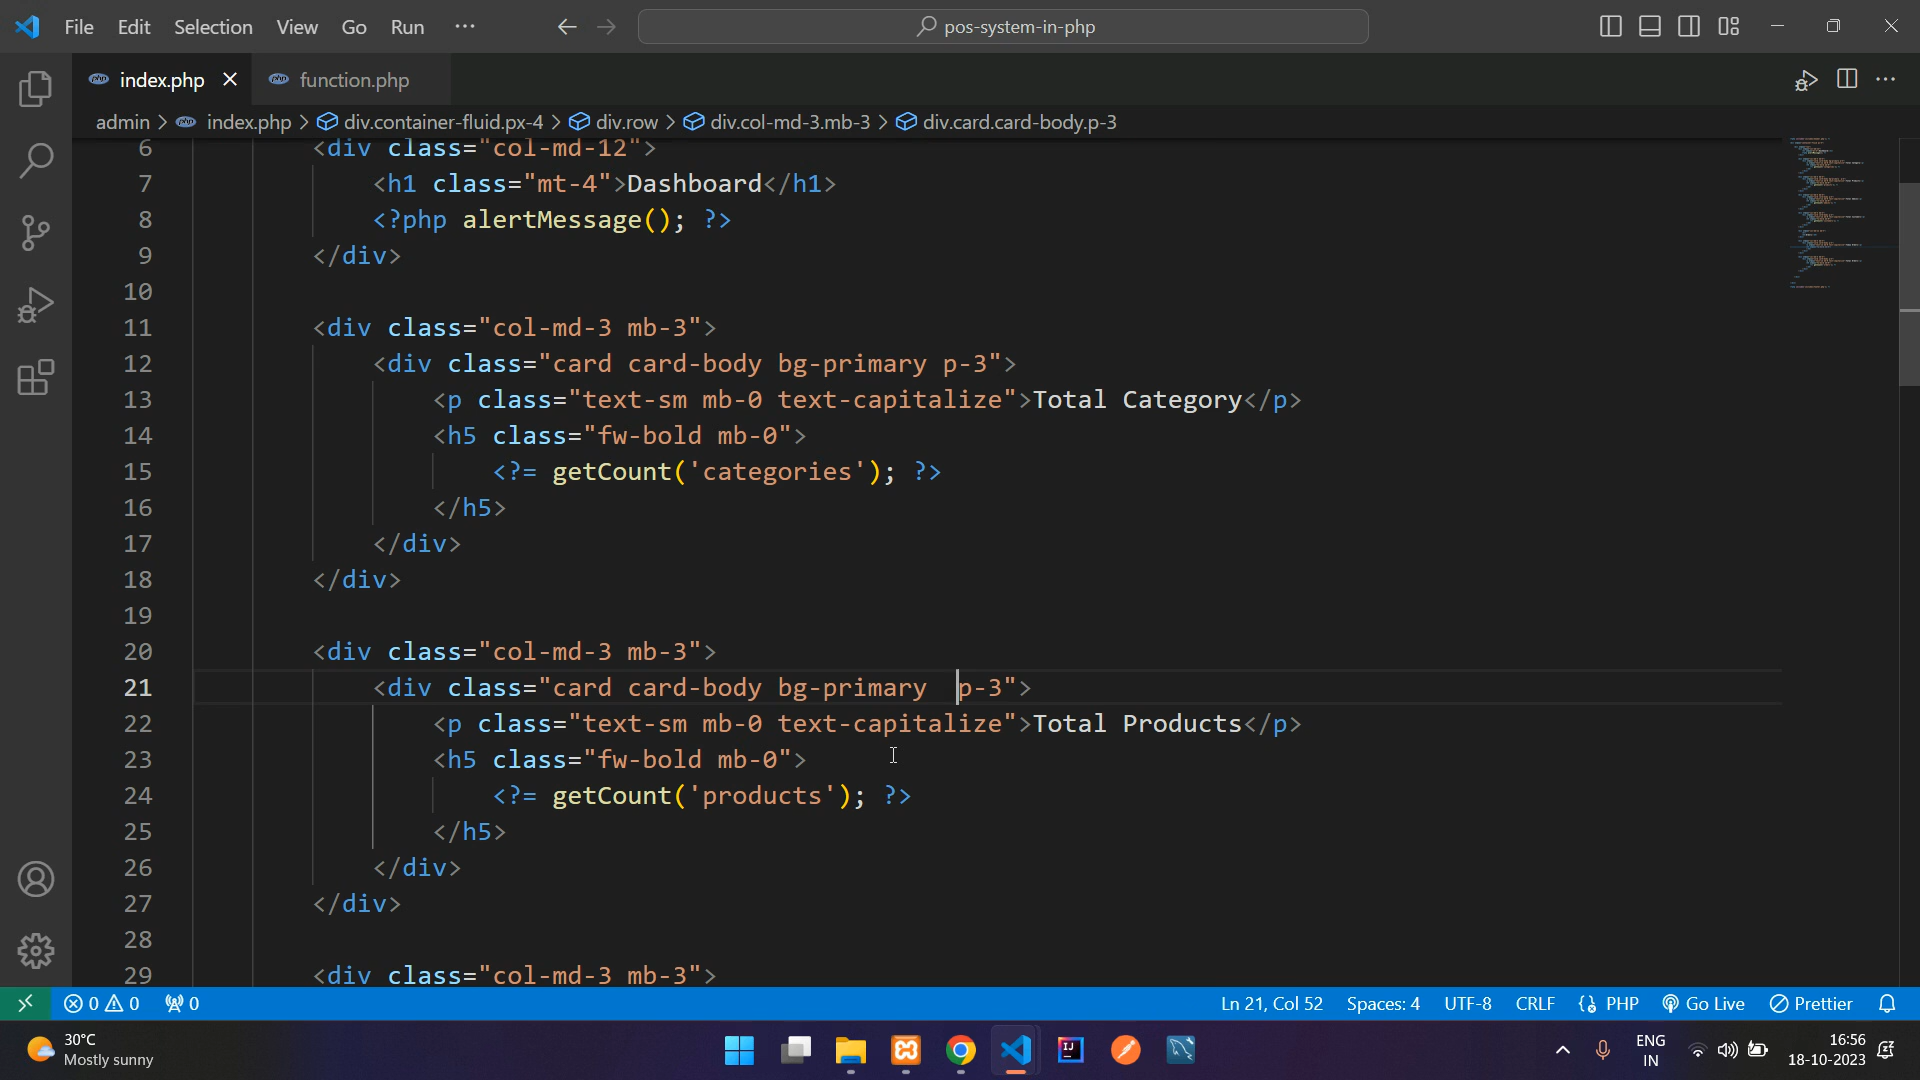 File Edit Selection View Go Run ··· pos-system-in-php
index.php function.php
admin > index.php > div.container-fluid.px-4 > div.row > div.col-md-3.mb-3 > div.card.card-body.p-3
6 <div class="col-md-12">
7 <h1 class="mt-4">Dashboard</h1>
8 <?php alertMessage(); ?>
9 </div>
10
11 <div class="col-md-3 mb-3">
12 <div class="card card-body bg-primary p-3">
13 <p class="text-sm mb-0 text-capitalize">Total Category</p>
14 <h5 class="fw-bold mb-0">
15 <?= getCount('categories'); ?>
16 </h5>
17 </div>
18 </div>
19
20 <div class="col-md-3 mb-3">
21 <div class="card card-body bg-primary  p-3">
22 <p class="text-sm mb-0 text-capitalize">Total Products</p>
23 <h5 class="fw-bold mb-0">
24 <?= getCount('products'); ?>
25 </h5>
26 </div>
27 </div>
28
29 <div class="col-md-3 mb-3">
0 0 0 Ln 21, Col 52 Spaces: 4 UTF-8 CRLF {} PHP Go Live Prettier
30°C
Mostly sunny
ENG
IN
16:56
18-10-2023